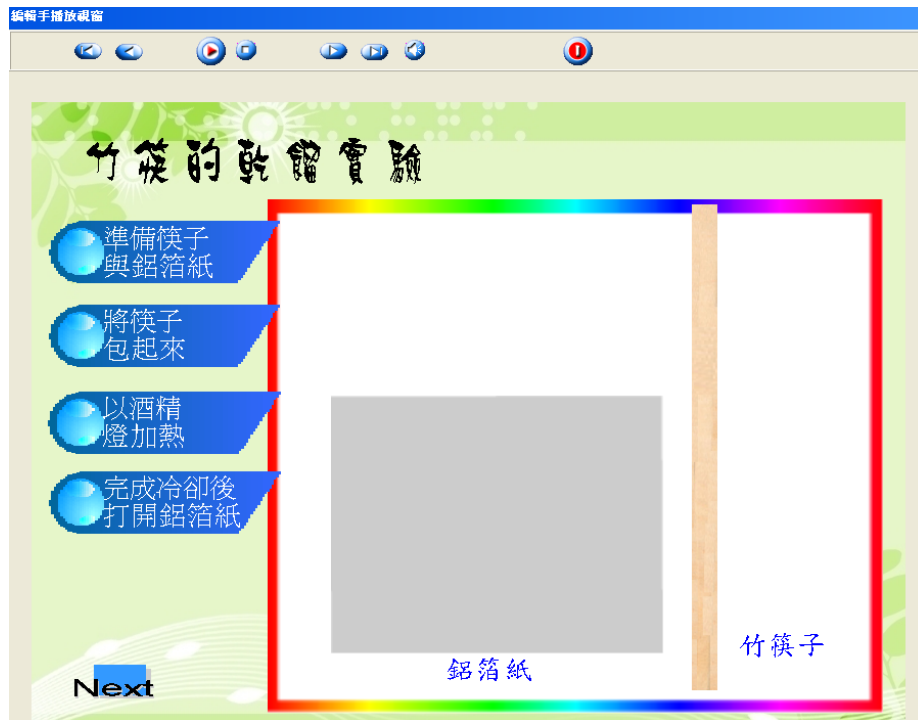 編輯手播放視窗
竹筷的乾餾實驗
準備筷子
與鋁箔紙
將筷子
包起來
以酒精
燈加熱
完成冷卻後
打開鋁箔紙
鋁箔紙
竹筷子
Next